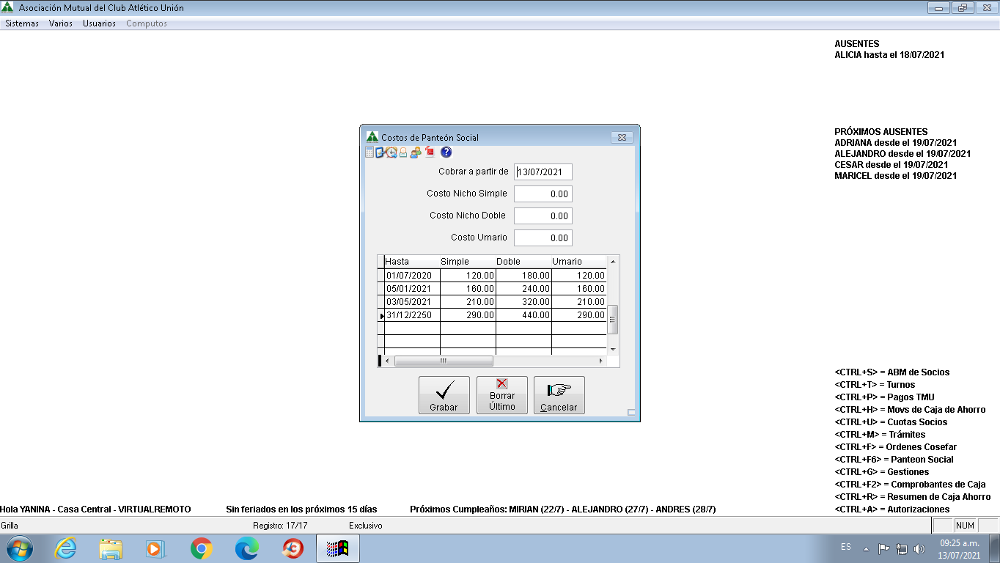 Asociación Mutual del Club Atlético Unión
Sistemas Varios Usuarios Computos
AUSENTES
ALICIA hasta el 18/07/2021
PRÓXIMOS AUSENTES
ADRIANA desde el 19/07/2021
ALEJANDRO desde el 19/07/2021
CESAR desde el 19/07/2021
MARICEL desde el 19/07/2021
Costos de Panteón Social
Cobrar a partir de 13/07/2021
Costo Nicho Simple 0.00
Costo Nicho Doble 0.00
Costo Urnario 0.00
Hasta Simple Doble Urnario
01/07/2020 120.00 180.00 120.00
05/01/2021 160.00 240.00 160.00
03/05/2021 210.00 320.00 210.00
31/12/2250 290.00 440.00 290.00
Grabar
Borrar
Último
Cancelar
<CTRL+S> = ABM de Socios
<CTRL+T> = Turnos
<CTRL+P> = Pagos TMU
<CTRL+H> = Movs de Caja de Ahorro
<CTRL+U> = Cuotas Socios
<CTRL+M> = Trámites
<CTRL+F> = Ordenes Cosefar
<CTRL+F6> = Panteon Social
<CTRL+G> = Gestiones
<CTRL+F2> = Comprobantes de Caja
<CTRL+R> = Resumen de Caja Ahorro
<CTRL+A> = Autorizaciones
Hola YANINA - Casa Central - VIRTUALREMOTO Sin feriados en los próximos 15 días Próximos Cumpleaños: MIRIAN (22/7) - ALEJANDRO (27/7) - ANDRES (28/7)
Grilla Registro: 17/17 Exclusivo NUM
ES 09:25 a.m.
13/07/2021